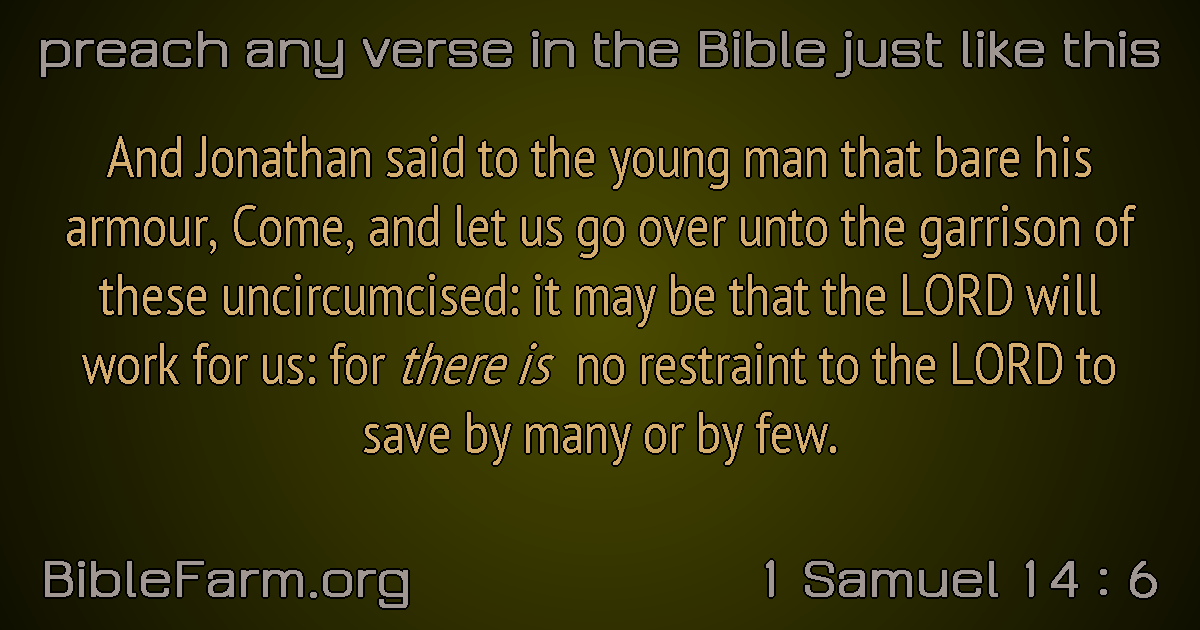 preach any verse in the Bible just like this
And Jonathan said to the young man that bare his
armour, Come, and let us go over unto the garrison of
these uncircumcised: it may be that the LORD will
work for us: for there is no restraint to the LORD to
save by many or by few.
BibleFarm.org
1 Samuel 14 : 6